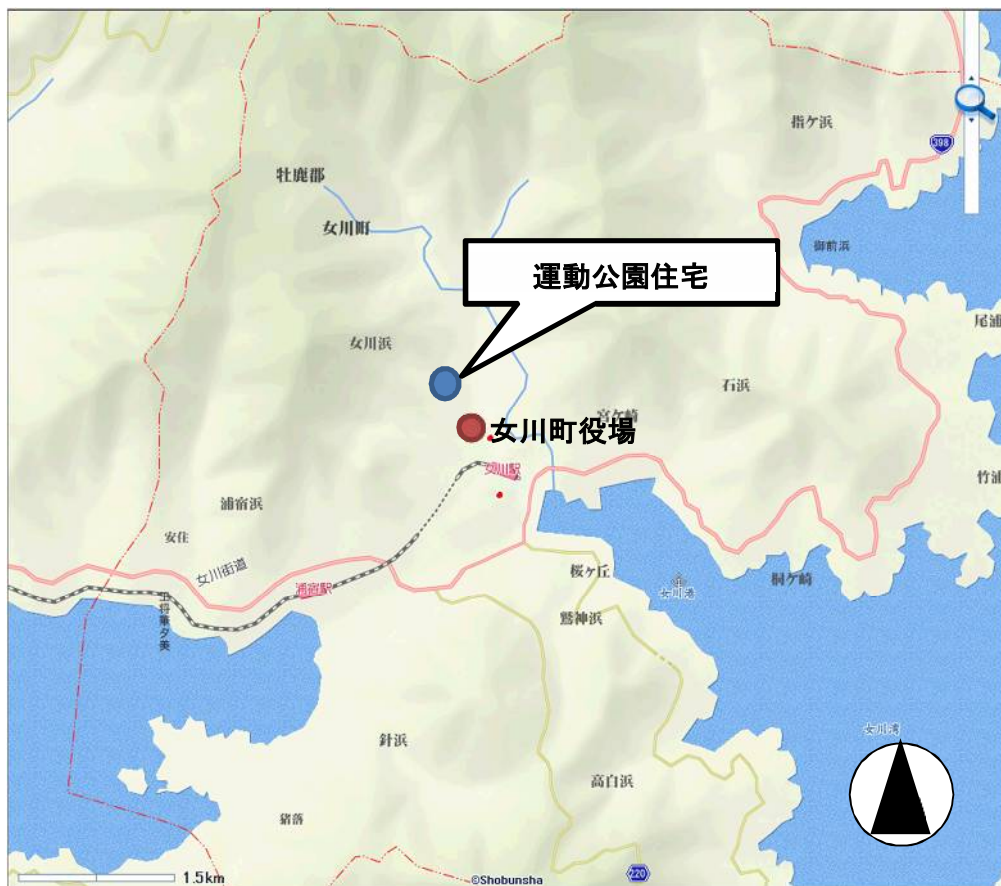 指ケ浜
398
牡鹿郡
女川町
御前浜
運動公園住宅
尾浦
女川浜
石浜
宮ケ崎
女川町役場
女川駅
竹浦
浦宿浜
安住
女川街道
桜ケ丘
桐ケ崎
女川港
浦宿駅
鷲神浜
女川湾
針浜
高白浜
猪落
220
1.5km
©Shobunsha